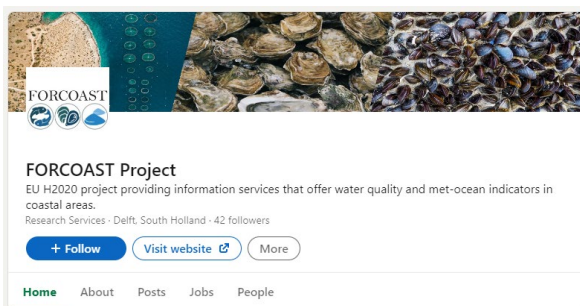 FORCOAST
FORCOAST Project
EU H2020 project providing information services that offer water quality and met-ocean indicators in
coastal areas.
Research Services · Delft, South Holland · 42 followers
+ Follow
Visit website
More
Home About Posts Jobs People